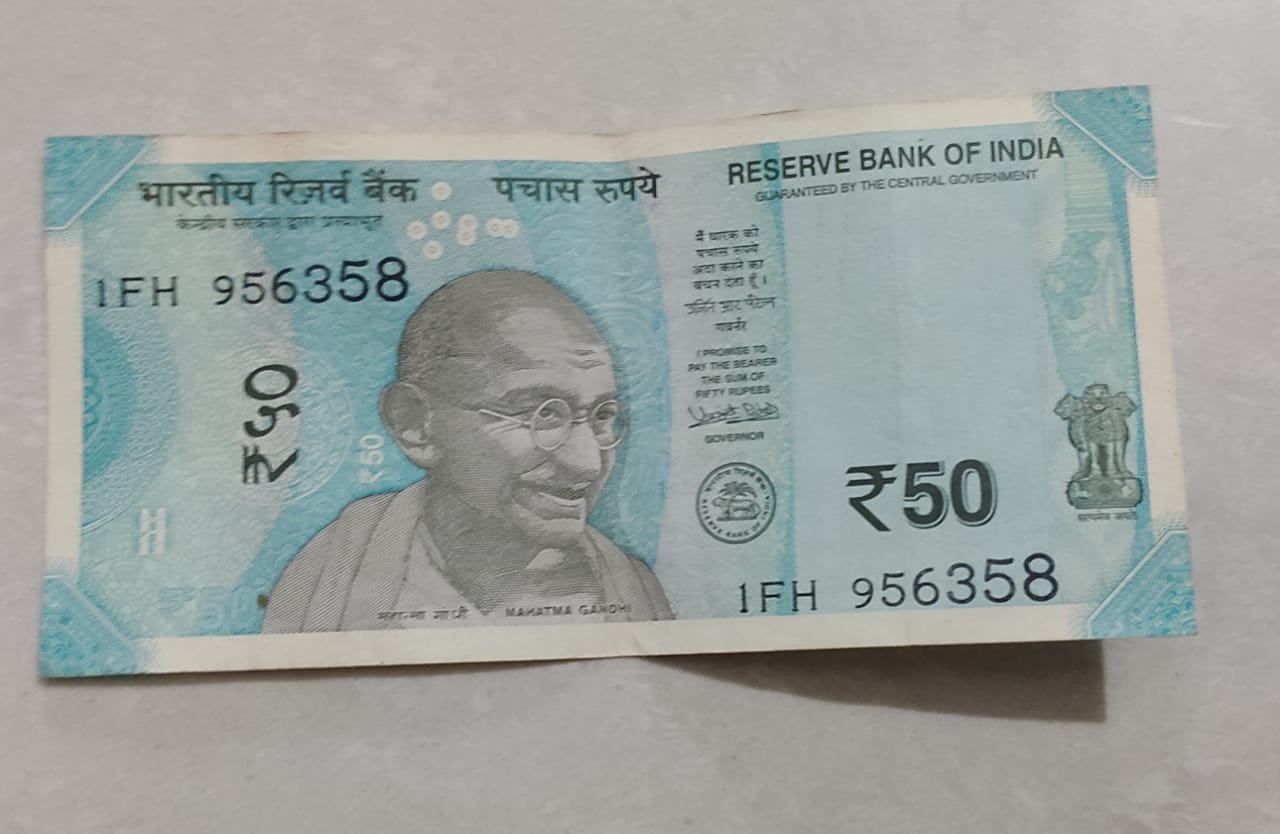 भारतीय रिज़र्व बैंक
पचास रुपये
RESERVE BANK OF INDIA
केन्द्रीय सरकार द्वारा प्रत्याभूत
GUARANTEED BY THE CENTRAL GOVERNMENT
1FH 956358
₹५०
₹50
मैं धारक को
पचास रुपये
अदा करने का
वचन देता हूँ।
गवर्नर
I PROMISE TO
PAY THE BEARER
THE SUM OF
FIFTY RUPEES
GOVERNOR
₹50
सत्यमेव जयते
1FH 956358
₹50
महात्मा गांधी
MAHATMA GANDHI